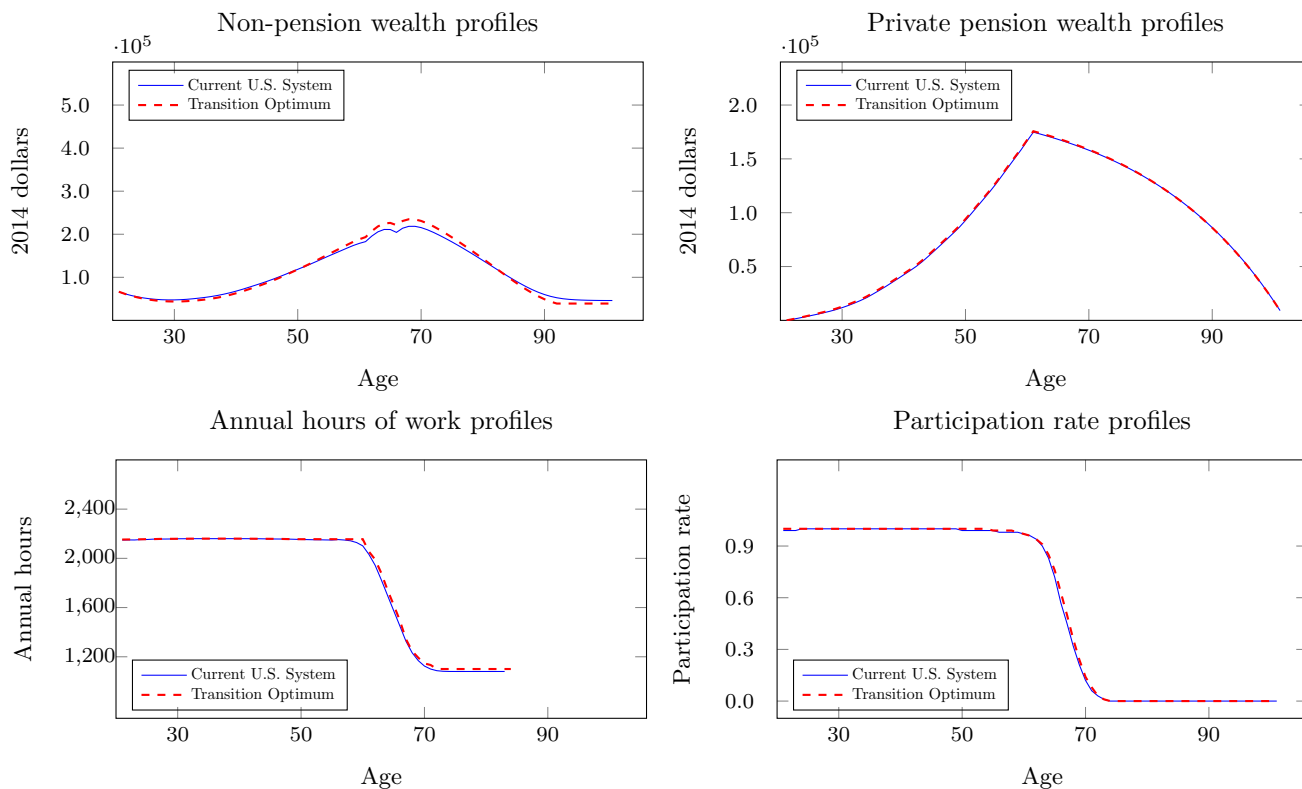 Non-pension wealth profiles
·10^5
5.0
4.0
3.0
2.0
1.0
2014 dollars
30 50 70 90
Age
Current U.S. System
Transition Optimum
Private pension wealth profiles
·10^5
2.0
1.5
1.0
0.5
2014 dollars
30 50 70 90
Age
Current U.S. System
Transition Optimum
Annual hours of work profiles
2,400
2,000
1,600
1,200
Annual hours
30 50 70 90
Age
Current U.S. System
Transition Optimum
Participation rate profiles
0.9
0.6
0.3
0.0
Participation rate
30 50 70 90
Age
Current U.S. System
Transition Optimum